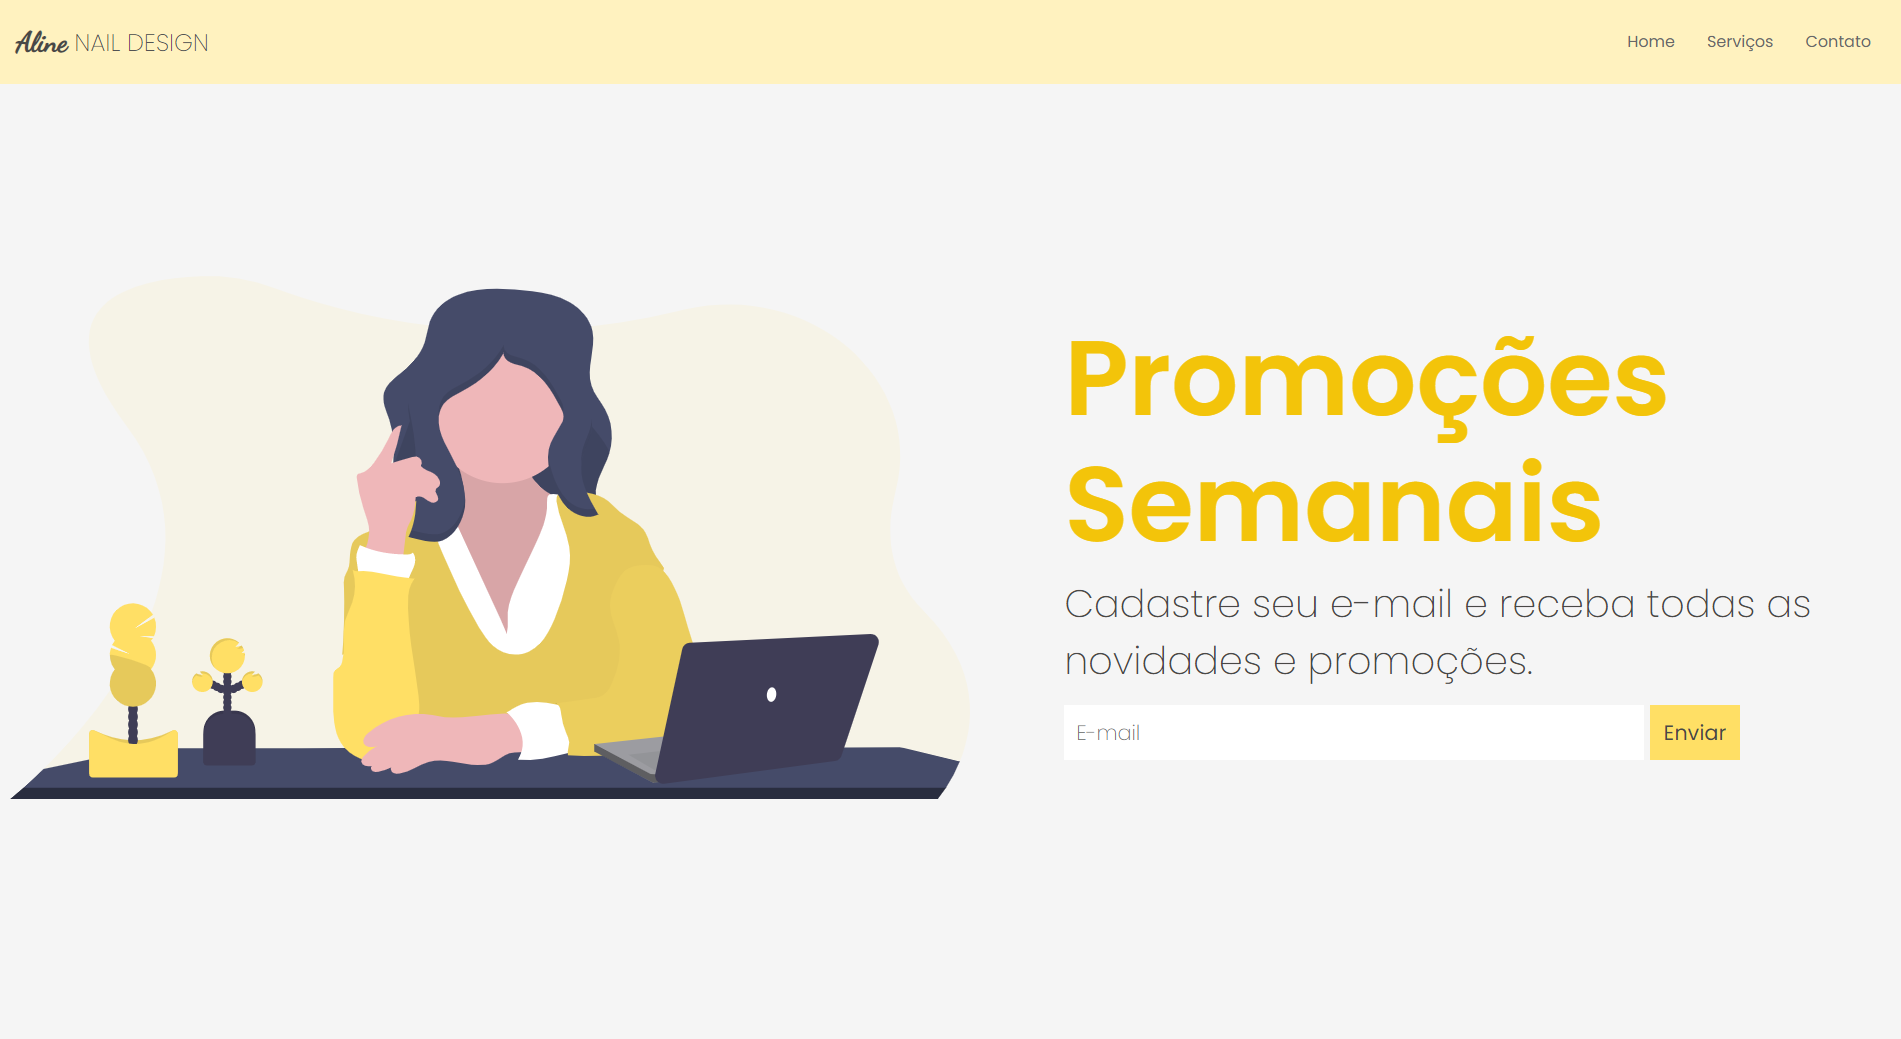 Aline NAIL DESIGN
Home Serviços Contato
Promoções
Semanais
Cadastre seu e-mail e receba todas as
novidades e promoções.
E-mail Enviar